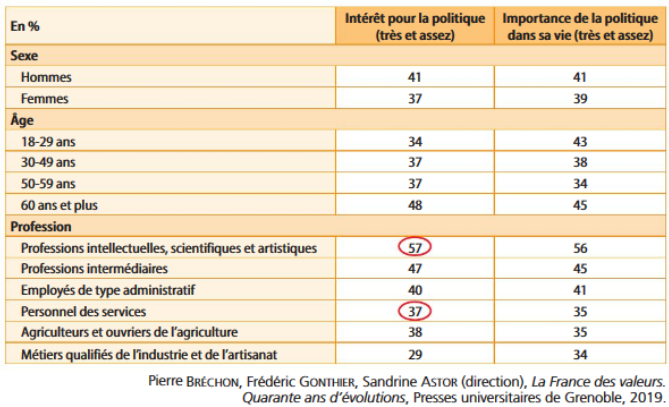 En %
Intérêt pour la politique
(très et assez)
Importance de la politique
dans sa vie (très et assez)
Sexe
Hommes 41 41
Femmes 37 39
Âge
18-29 ans 34 43
30-49 ans 37 38
50-59 ans 37 34
60 ans et plus 48 45
Profession
Professions intellectuelles, scientifiques et artistiques 57 56
Professions intermédiaires 47 45
Employés de type administratif 40 41
Personnel des services 37 35
Agriculteurs et ouvriers de l'agriculture 38 35
Métiers qualifiés de l'industrie et de l'artisanat 29 34
Pierre BRÉCHON, Frédéric GONTHIER, Sandrine ASTOR (direction), La France des valeurs.
Quarante ans d'évolutions, Presses universitaires de Grenoble, 2019.